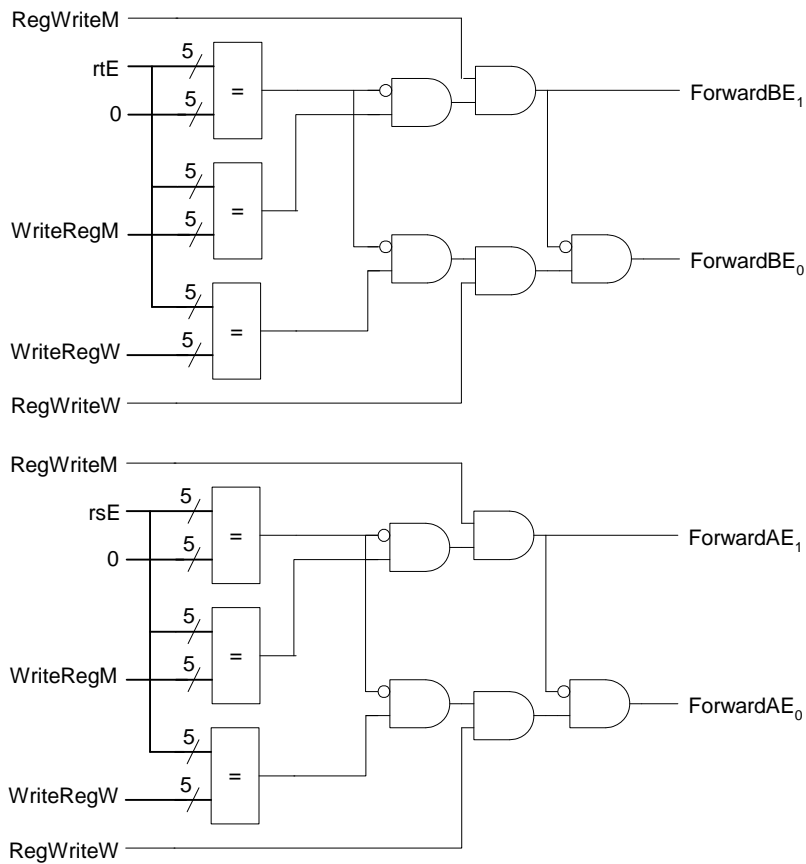 RegWriteM
rtE 5
=
0 5
ForwardBE1
5
=
WriteRegM 5
ForwardBE0
5
=
WriteRegW 5
RegWriteW
RegWriteM
rsE 5
=
0 5
ForwardAE1
5
=
WriteRegM 5
ForwardAE0
5
=
WriteRegW 5
RegWriteW